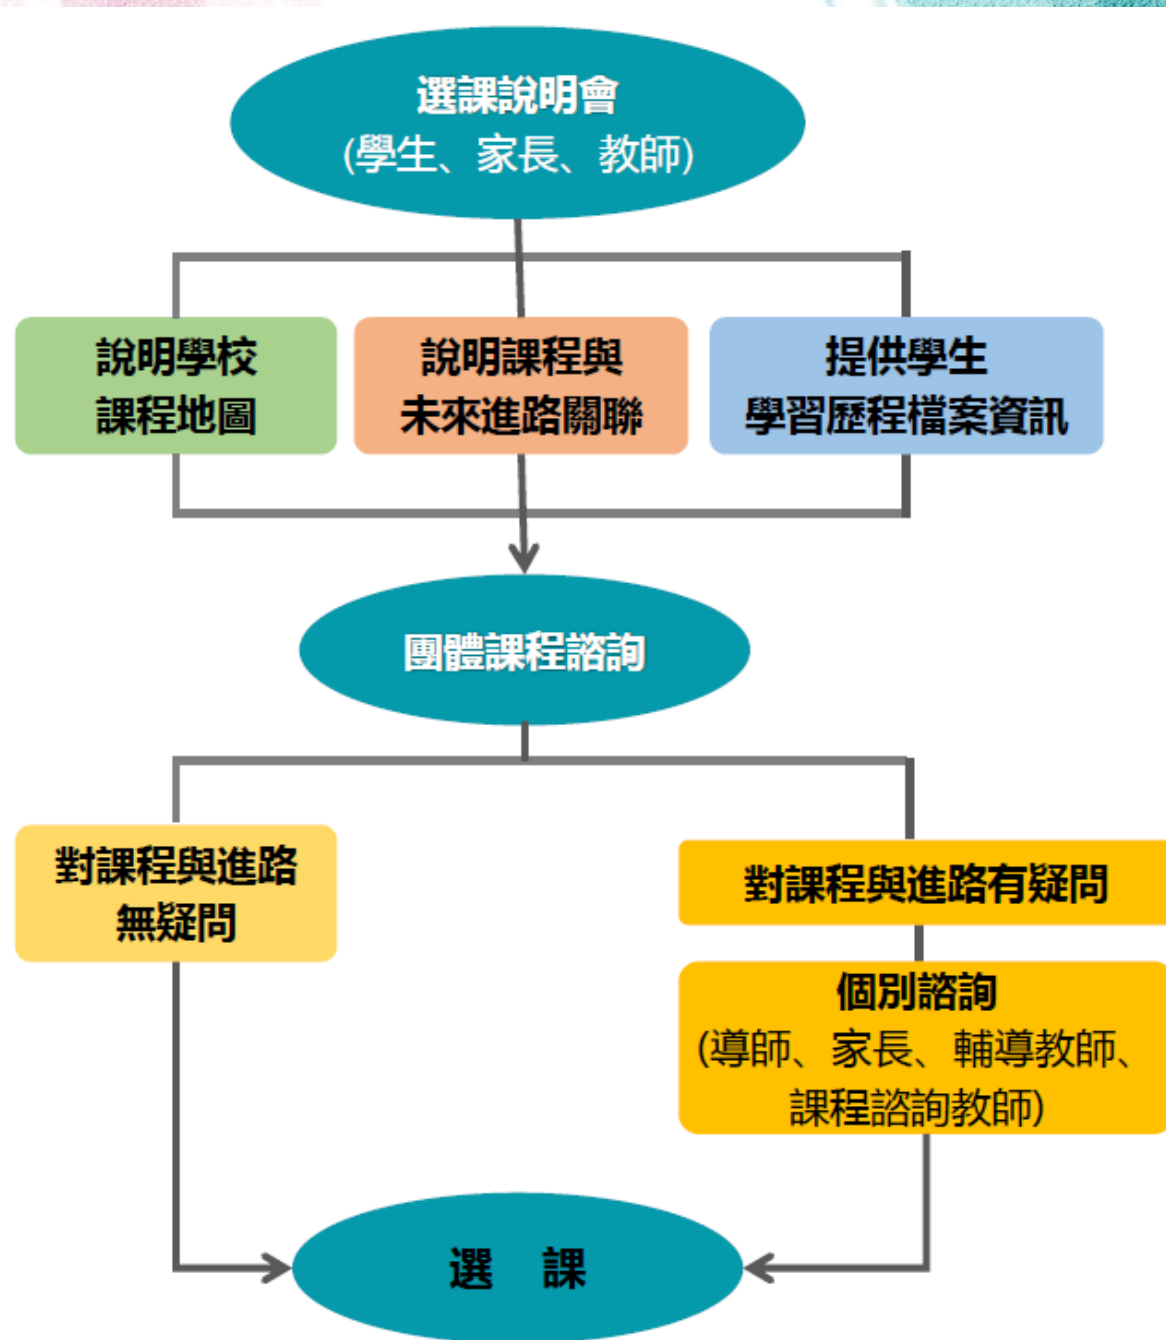 選課說明會
(學生、家長、教師)
說明學校
課程地圖
說明課程與
未來進路關聯
提供學生
學習歷程檔案資訊
團體課程諮詢
對課程與進路
無疑問
對課程與進路有疑問
個別諮詢
(導師、家長、輔導教師、
課程諮詢教師)
選 課